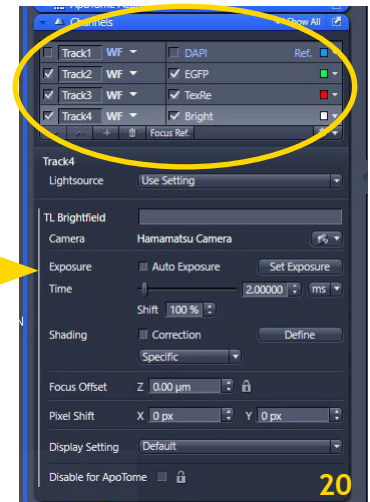 Channels Show All
Track1 WF DAPI Ref.
Track2 WF EGFP
Track3 WF TexRe
Track4 WF Bright
+ Focus Ref.
Track4
Lightsource Use Setting
TL Brightfield
Camera Hamamatsu Camera
Exposure Auto Exposure Set Exposure
Time 2.00000 ms
Shift 100 %
Shading Correction Define
Specific
Focus Offset Z 0.00 µm
Pixel Shift X 0 px Y 0 px
Display Setting Default
Disable for ApoTome
20